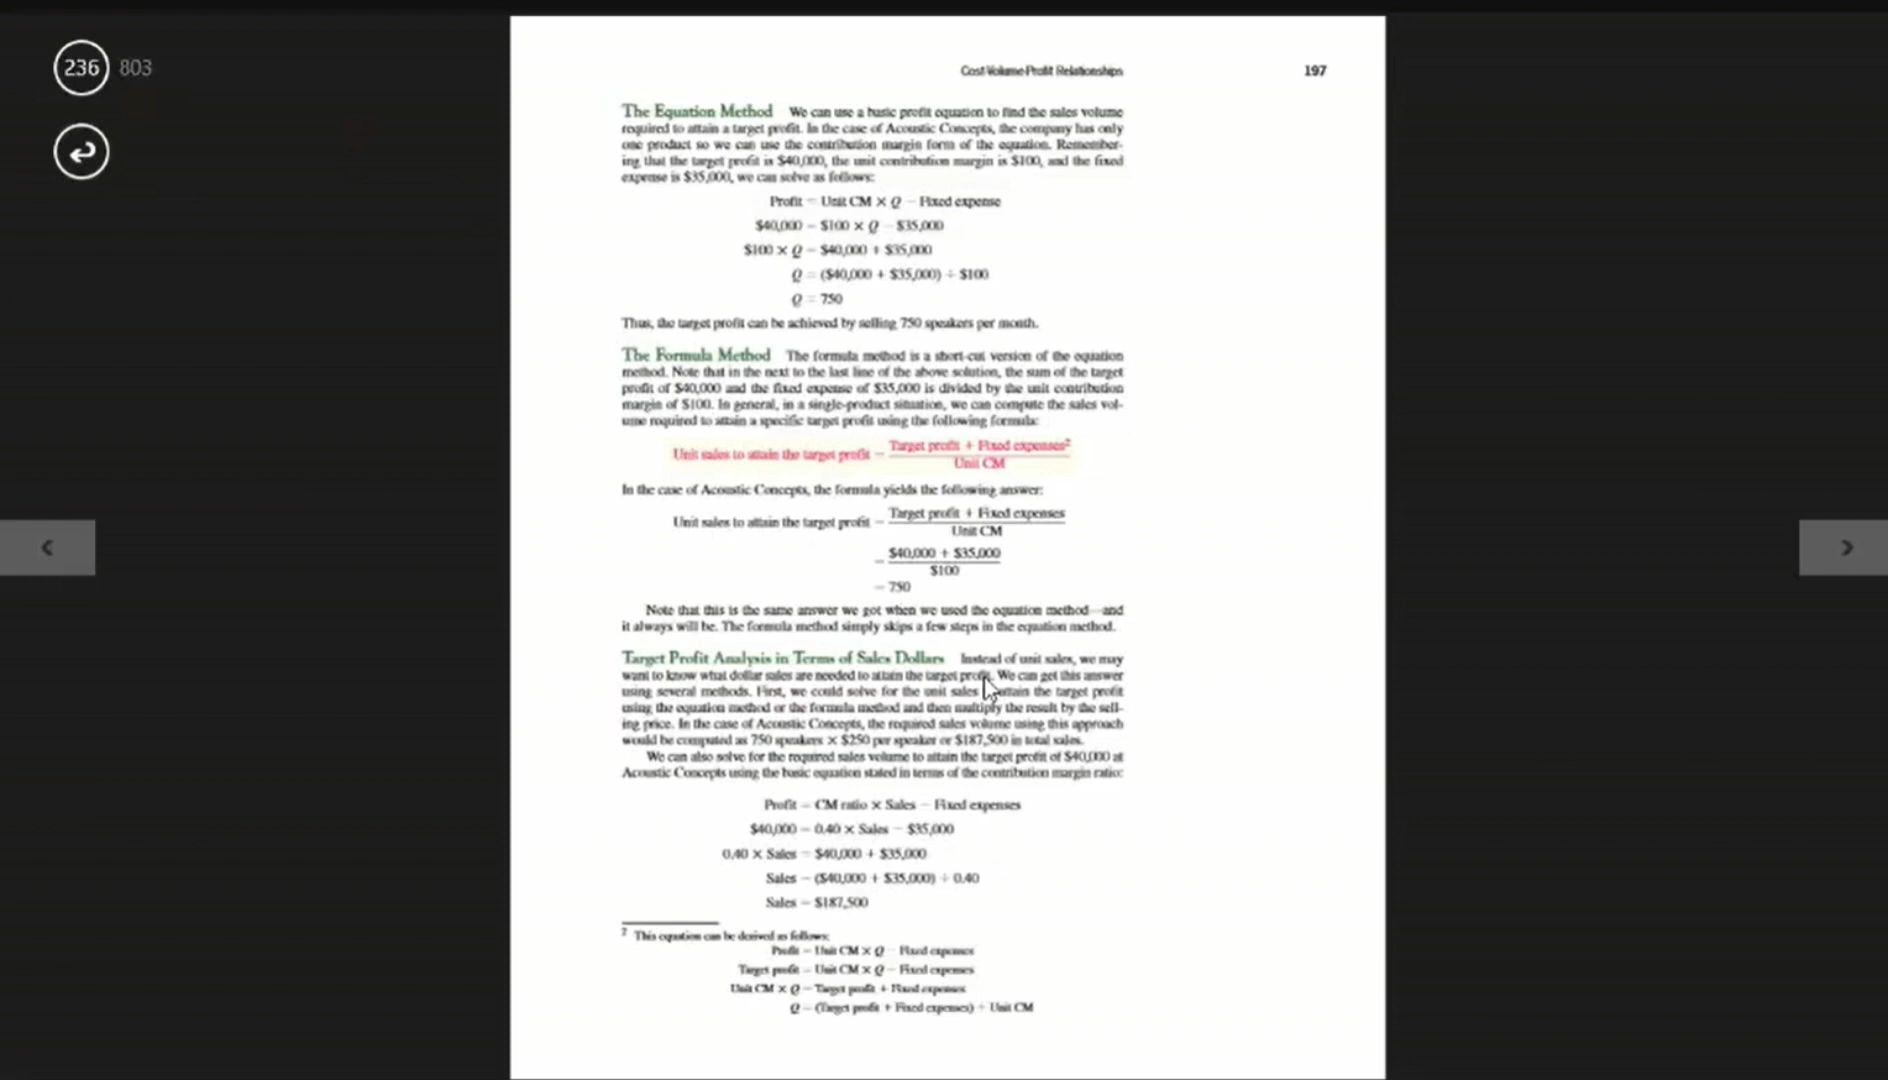 236 803
Cost-Volume-Profit Relationships 197
The Equation Method We can use a basic profit equation to find the sales volume
required to attain a target profit. In the case of Acoustic Concepts, the company has only
one product so we can use the contribution margin form of the equation. Remember-
ing that the target profit is $40,000, the unit contribution margin is $100, and the fixed
expense is $35,000, we can solve as follows:
Profit = Unit CM × Q − Fixed expense
$40,000 = $100 × Q − $35,000
$100 × Q = $40,000 + $35,000
Q = ($40,000 + $35,000) ÷ $100
Q = 750
Thus, the target profit can be achieved by selling 750 speakers per month.
The Formula Method The formula method is a short-cut version of the equation
method. Note that in the next to the last line of the above solution, the sum of the target
profit of $40,000 and the fixed expense of $35,000 is divided by the unit contribution
margin of $100. In general, in a single-product situation, we can compute the sales vol-
ume required to attain a specific target profit using the following formula:
Unit sales to attain the target profit = Target profit + Fixed expenses²
Unit CM
In the case of Acoustic Concepts, the formula yields the following answer:
Unit sales to attain the target profit = Target profit + Fixed expenses
Unit CM
= $40,000 + $35,000
$100
= 750
Note that this is the same answer we got when we used the equation method—and
it always will be. The formula method simply skips a few steps in the equation method.
Target Profit Analysis in Terms of Sales Dollars Instead of unit sales, we may
want to know what dollar sales are needed to attain the target profit. We can get this answer
using several methods. First, we could solve for the unit sales attain the target profit
using the equation method or the formula method and then multiply the result by the sell-
ing price. In the case of Acoustic Concepts, the required sales volume using this approach
would be computed as 750 speakers × $250 per speaker or $187,500 in total sales.
We can also solve for the required sales volume to attain the target profit of $40,000 at
Acoustic Concepts using the basic equation stated in terms of the contribution margin ratio:
Profit = CM ratio × Sales − Fixed expenses
$40,000 = 0.40 × Sales − $35,000
0.40 × Sales = $40,000 + $35,000
Sales = ($40,000 + $35,000) ÷ 0.40
Sales = $187,500
² This equation can be derived as follows:
Profit = Unit CM × Q − Fixed expenses
Target profit = Unit CM × Q − Fixed expenses
Unit CM × Q = Target profit + Fixed expenses
Q = (Target profit + Fixed expenses) ÷ Unit CM